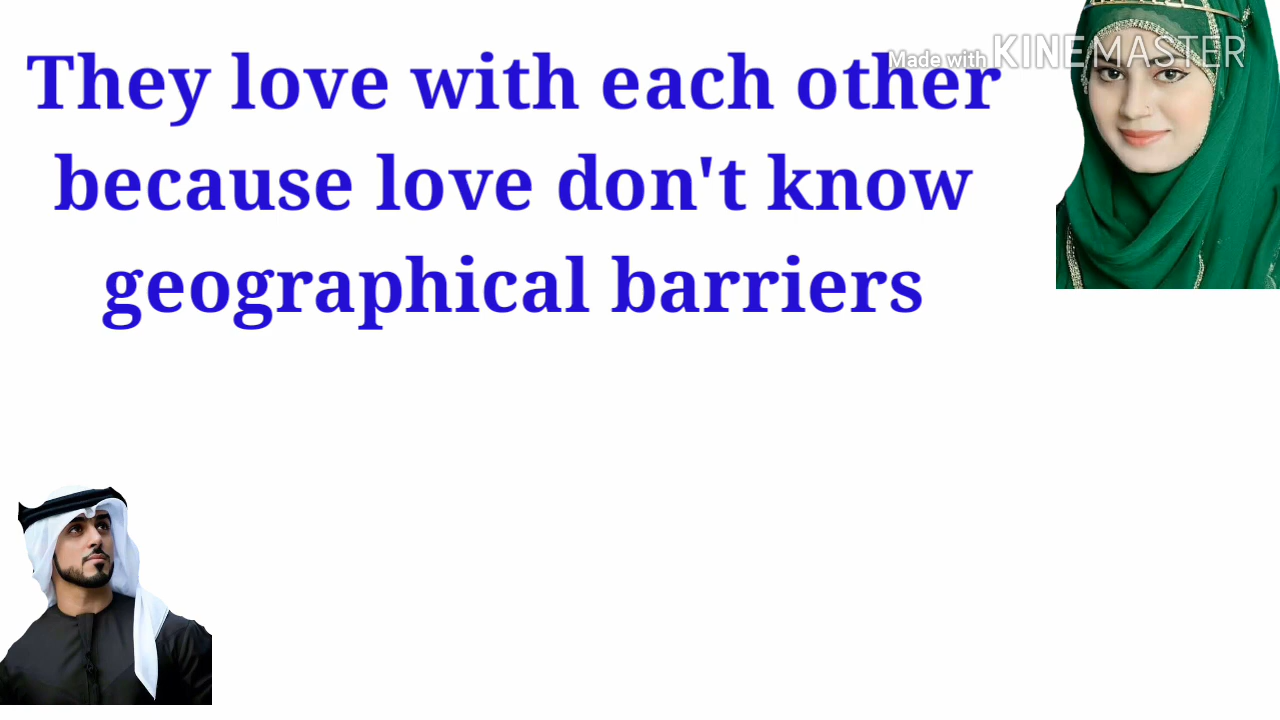 Made with KINEMASTER
They love with each other
because love don't know
geographical barriers